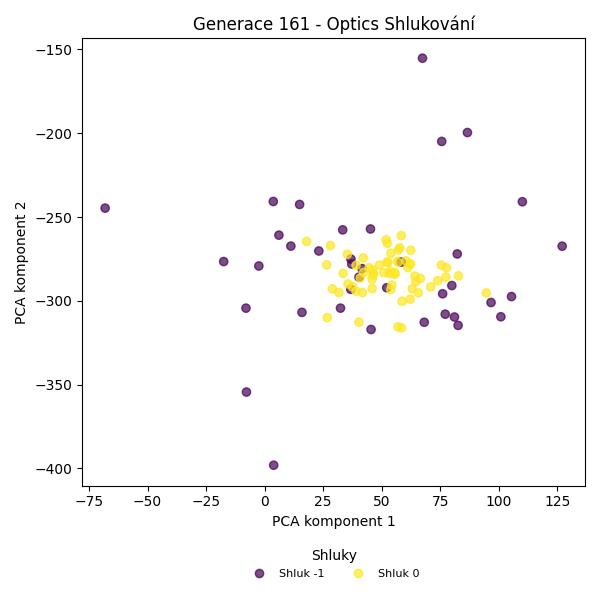 Generace 161 - Optics Shlukování
−150
−200
−250
−300
−350
−400
PCA komponent 2
−75 −50 −25 0 25 50 75 100 125
PCA komponent 1
Shluky
Shluk -1 Shluk 0